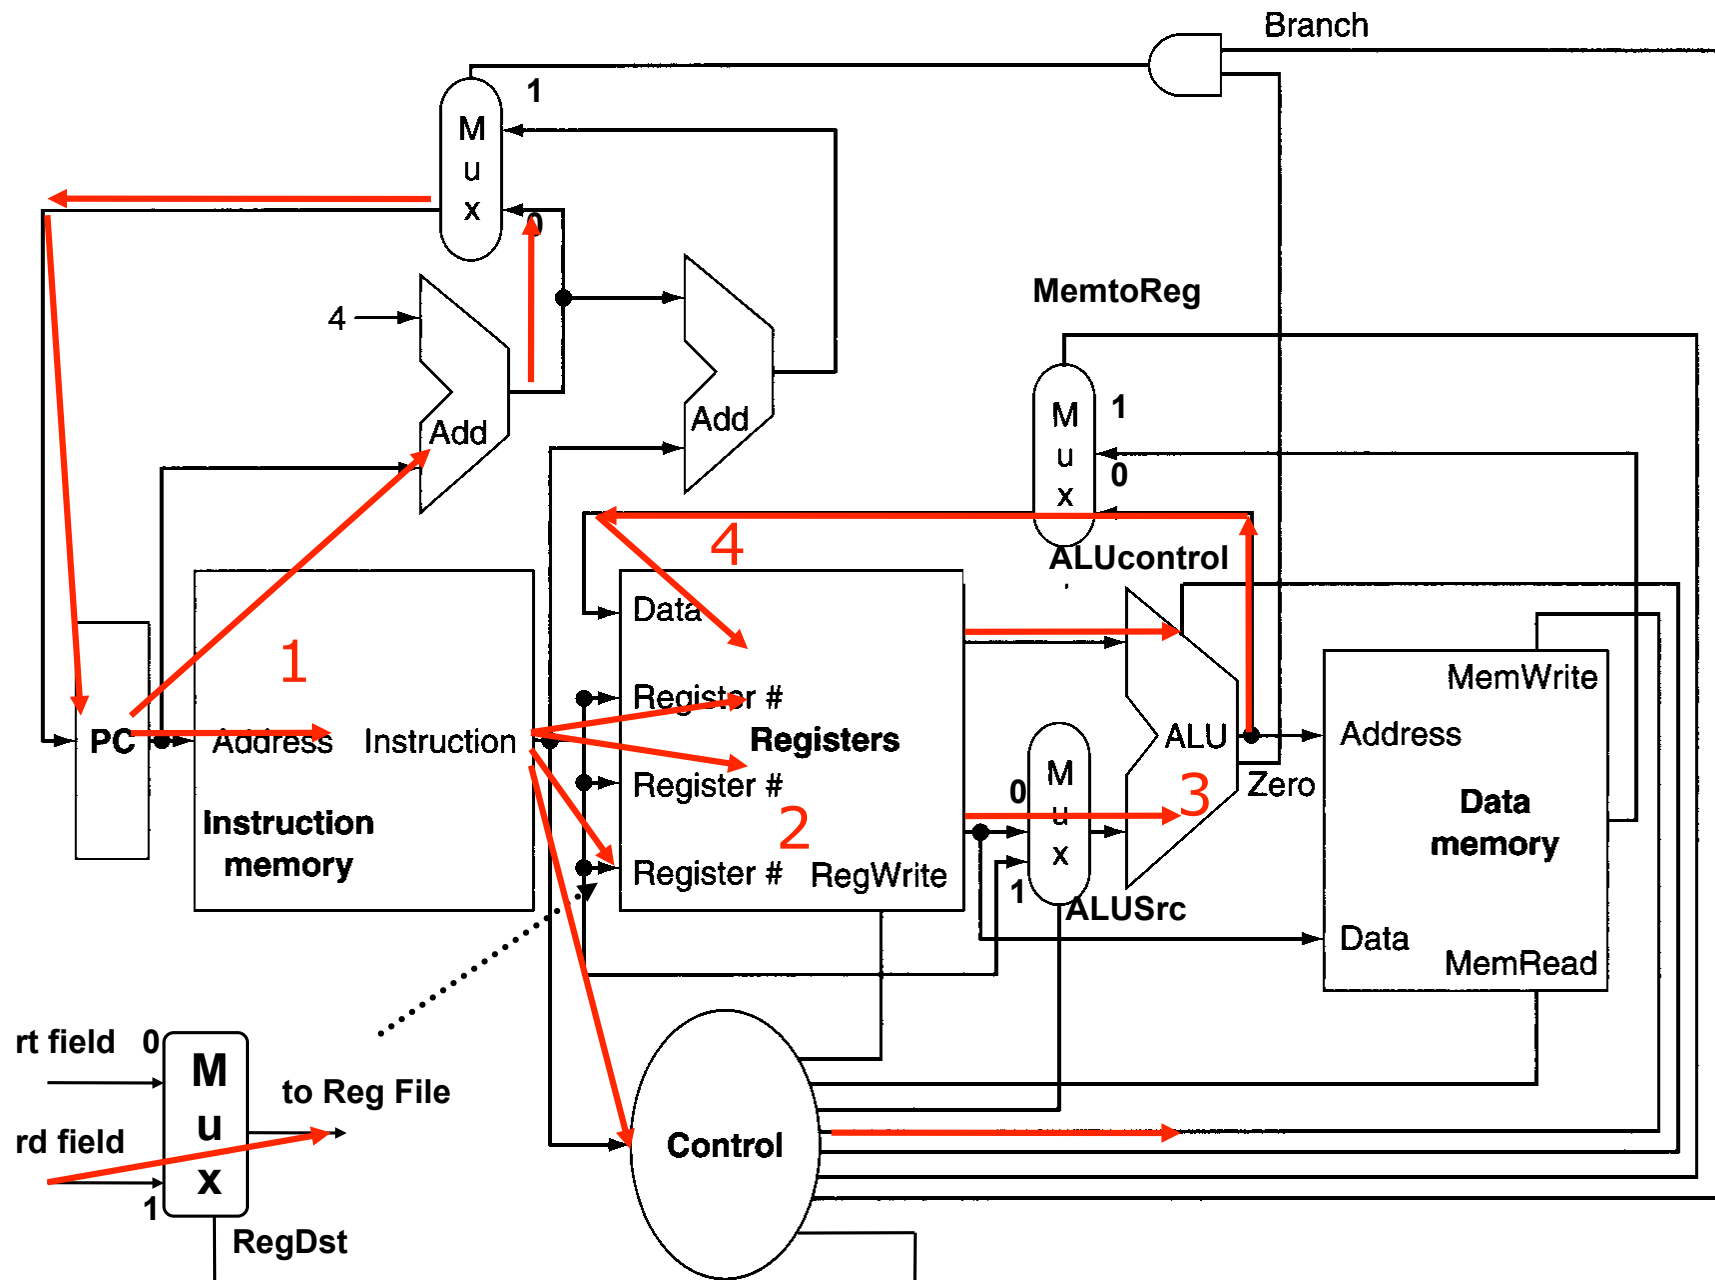 Branch
1
M
u
x
0
4
Add
Add
MemtoReg
M
u
x
1
0
4
ALUcontrol
Data
Register #
Registers
Register #
2
Register #
RegWrite
1
PC
Address
Instruction
Instruction
memory
0
M
u
x
1
ALUSrc
ALU
3
Zero
MemWrite
Address
Data
memory
Data
MemRead
rt field
0
rd field
1
M
u
x
to Reg File
RegDst
Control